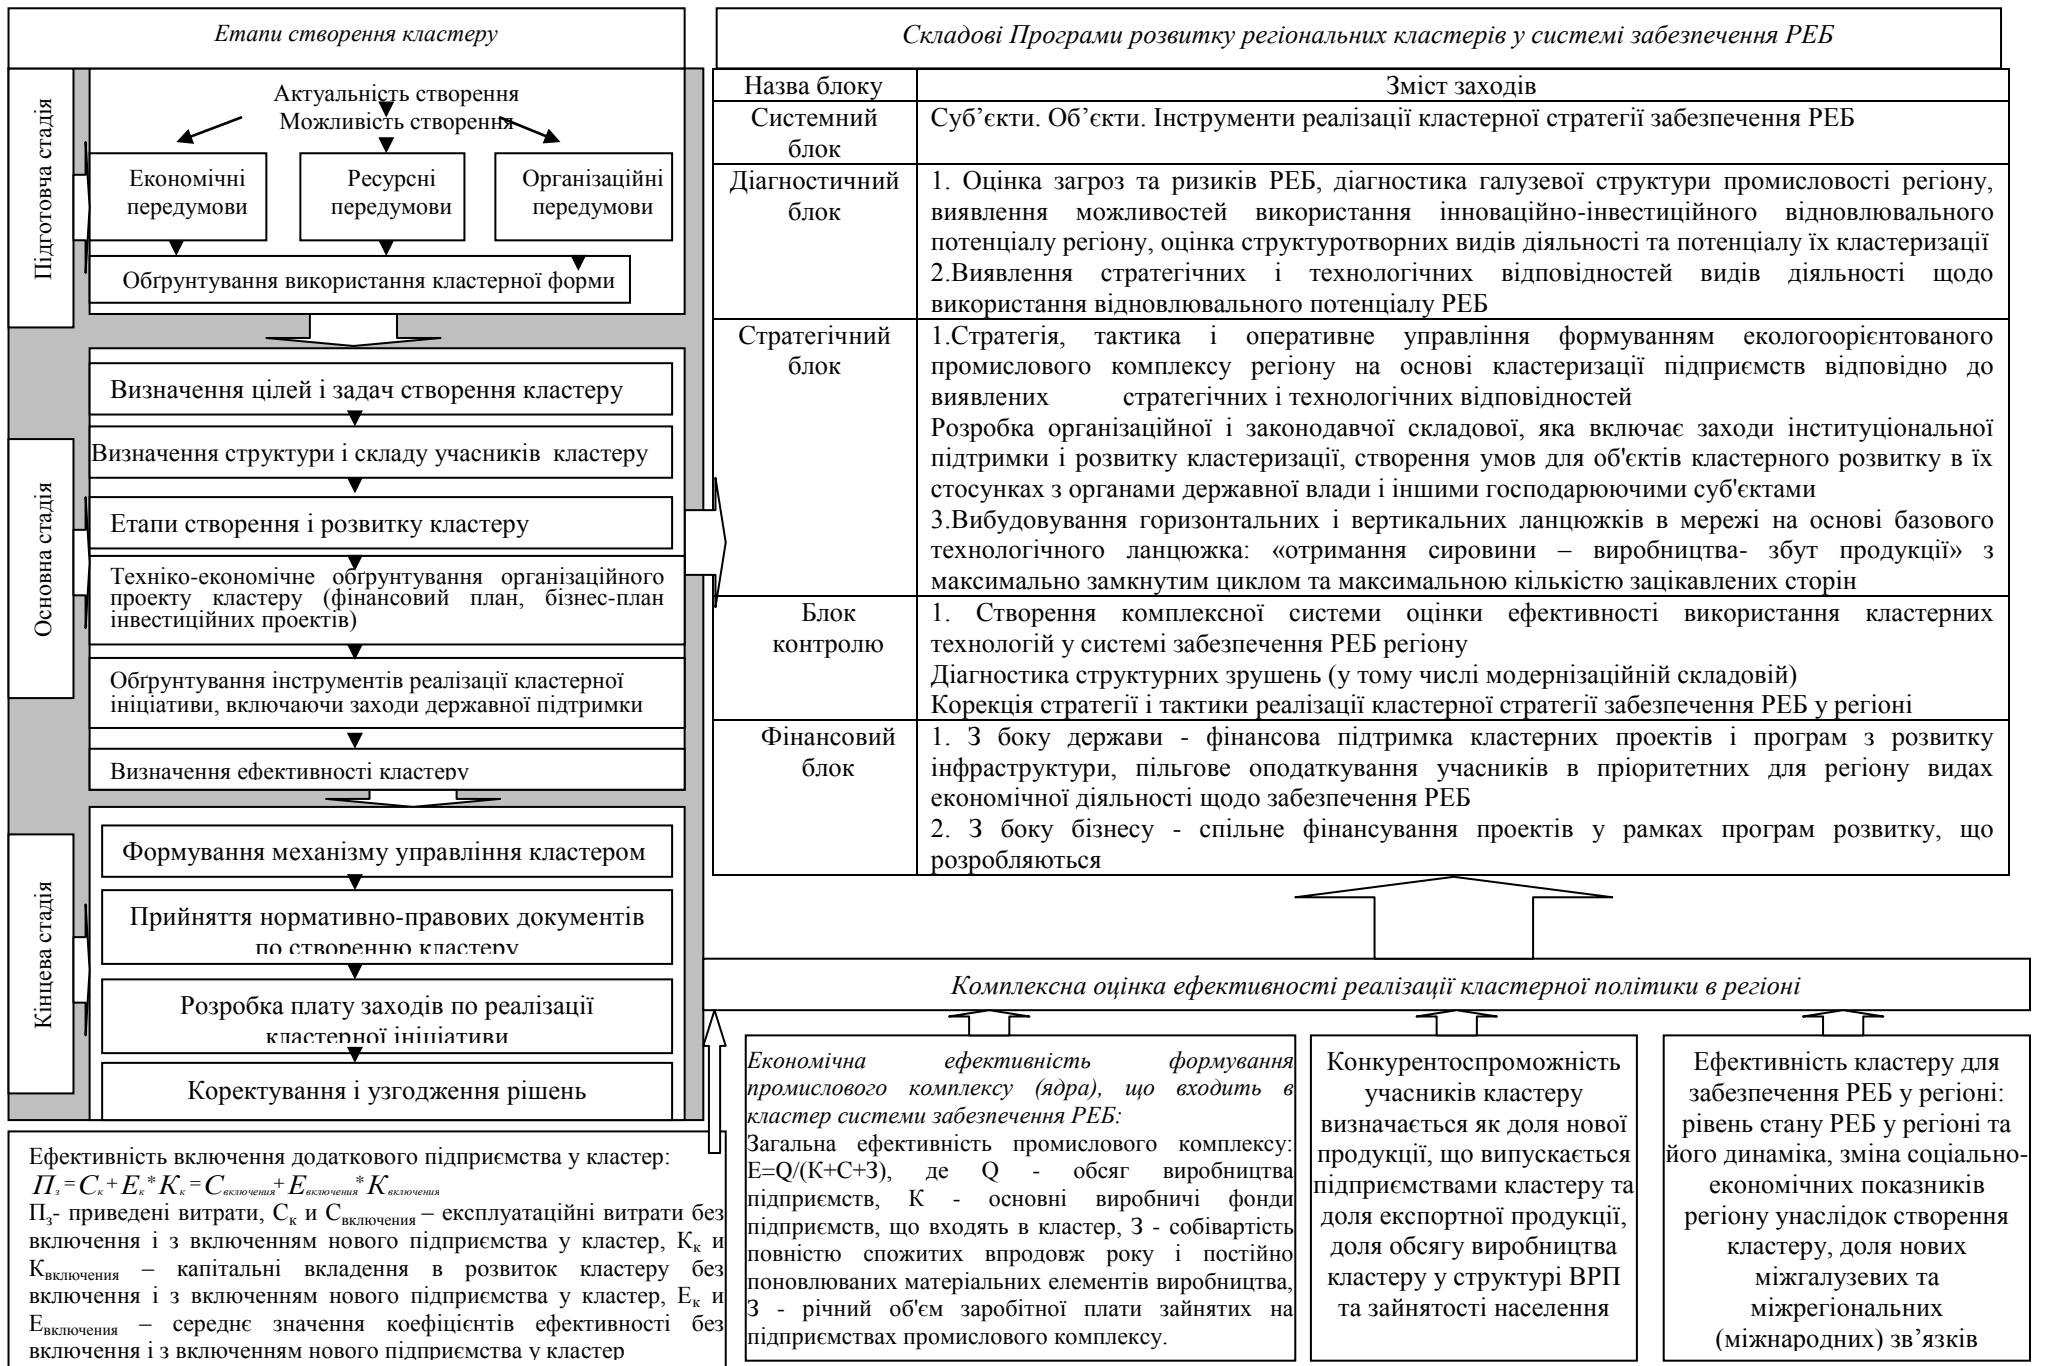 Етапи створення кластеру
Підготовча стадія
Актуальність створення
Можливість створення
Економічні
передумови
Ресурсні
передумови
Організаційні
передумови
Обґрунтування використання кластерної форми
Основна стадія
Визначення цілей і задач створення кластеру
Визначення структури і складу учасників кластеру
Етапи створення і розвитку кластеру
Техніко-економічне обґрунтування організаційного
проекту кластеру (фінансовий план, бізнес-план
інвестиційних проектів)
Обґрунтування інструментів реалізації кластерної
ініціативи, включаючи заходи державної підтримки
Визначення ефективності кластеру
Кінцева стадія
Формування механізму управління кластером
Прийняття нормативно-правових документів
по створенню кластеру
Розробка плату заходів по реалізації
кластерної ініціативи
Коректування і узгодження рішень
Ефективність включення додаткового підприємства у кластер:
Пз=Ск+Ек*Кк=Свключения+Евключения*Квключения
Пз- приведені витрати, Ск и Свключения – експлуатаційні витрати без
включення і з включенням нового підприємства у кластер, Кк и
Квключения – капітальні вкладення в розвиток кластеру без
включення і з включенням нового підприємства у кластер, Ек и
Евключения – середнє значення коефіцієнтів ефективності без
включення і з включенням нового підприємства у кластер
Складові Програми розвитку регіональних кластерів у системі забезпечення РЕБ
Назва блоку
Зміст заходів
Системний
блок
Суб’єкти. Об’єкти. Інструменти реалізації кластерної стратегії забезпечення РЕБ
Діагностичний
блок
1. Оцінка загроз та ризиків РЕБ, діагностика галузевої структури промисловості регіону,
виявлення можливостей використання інноваційно-інвестиційного відновлювального
потенціалу регіону, оцінка структуротворних видів діяльності та потенціалу їх кластеризації
2.Виявлення стратегічних і технологічних відповідностей видів діяльності щодо
використання відновлювального потенціалу РЕБ
Стратегічний
блок
1.Стратегія, тактика і оперативне управління формуванням екологоорієнтованого
промислового комплексу регіону на основі кластеризації підприємств відповідно до
виявлених стратегічних і технологічних відповідностей
Розробка організаційної і законодавчої складової, яка включає заходи інституціональної
підтримки і розвитку кластеризації, створення умов для об'єктів кластерного розвитку в їх
стосунках з органами державної влади і іншими господарюючими суб'єктами
3.Вибудовування горизонтальних і вертикальних ланцюжків в мережі на основі базового
технологічного ланцюжка: «отримання сировини – виробництва- збут продукції» з
максимально замкнутим циклом та максимальною кількістю зацікавлених сторін
Блок
контролю
1. Створення комплексної системи оцінки ефективності використання кластерних
технологій у системі забезпечення РЕБ регіону
Діагностика структурних зрушень (у тому числі модернізаційній складовій)
Корекція стратегії і тактики реалізації кластерної стратегії забезпечення РЕБ у регіоні
Фінансовий
блок
1. З боку держави - фінансова підтримка кластерних проектів і програм з розвитку
інфраструктури, пільгове оподаткування учасників в пріоритетних для регіону видах
економічної діяльності щодо забезпечення РЕБ
2. З боку бізнесу - спільне фінансування проектів у рамках програм розвитку, що
розробляються
Комплексна оцінка ефективності реалізації кластерної політики в регіоні
Економічна ефективність формування
промислового комплексу (ядра), що входить в
кластер системи забезпечення РЕБ:
Загальна ефективність промислового комплексу:
Е=Q/(К+С+З), де Q - обсяг виробництва
підприємств, К - основні виробничі фонди
підприємств, що входять в кластер, З - собівартість
повністю спожитих впродовж року і постійно
поновлюваних матеріальних елементів виробництва,
З - річний об'єм заробітної плати зайнятих на
підприємствах промислового комплексу.
Конкурентоспроможність
учасників кластеру
визначається як доля нової
продукції, що випускається
підприємствами кластеру та
доля експортної продукції,
доля обсягу виробництва
кластеру у структурі ВРП
та зайнятості населення
Ефективність кластеру для
забезпечення РЕБ у регіоні:
рівень стану РЕБ у регіоні та
його динаміка, зміна соціально-
економічних показників
регіону унаслідок створення
кластеру, доля нових
міжгалузевих та
міжрегіональних
(міжнародних) зв’язків